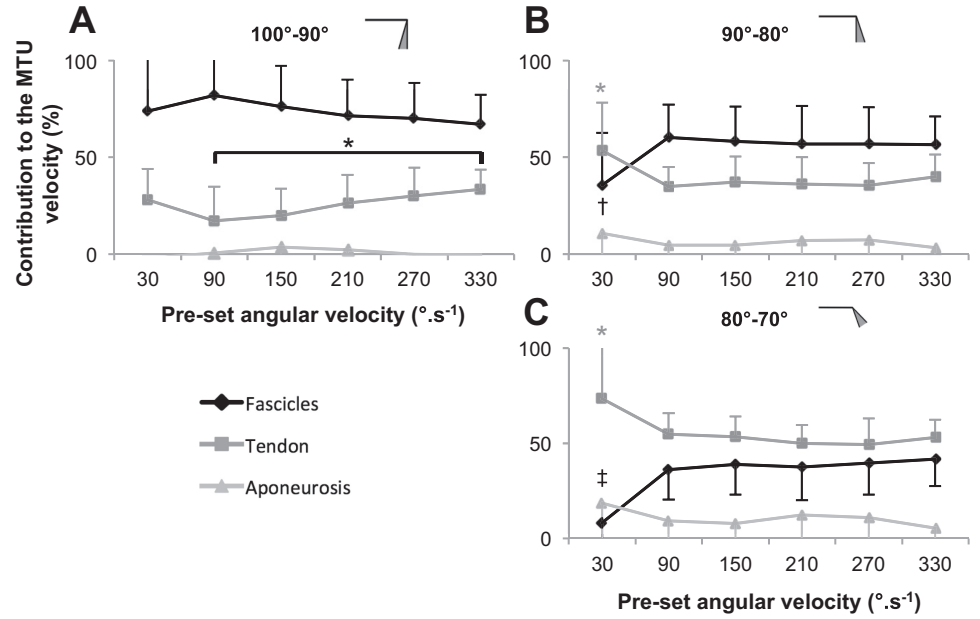 A
100°-90°
Contribution to the MTU
velocity (%)
100
50
0
*
30 90 150 210 270 330
Pre-set angular velocity (°.s-1)
B
90°-80°
100
50
0
*
†
30 90 150 210 270 330
C
80°-70°
100
50
0
*
‡
30 90 150 210 270 330
Pre-set angular velocity (°.s-1)
Fascicles
Tendon
Aponeurosis